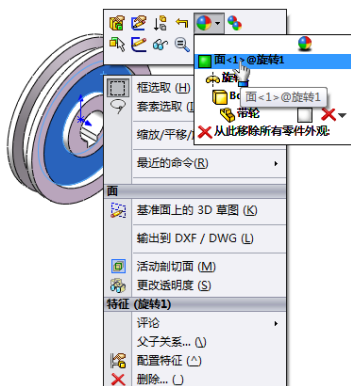 面<1>@旋转1
面<1>@旋转1
带轮
从此移除所有零件外观:
框选取 (H)
套索选取
缩放/平移/
最近的命令(R)
面
基准面上的 3D 草图 (K)
输出到 DXF / DWG (L)
活动剖切面 (M)
更改透明度 (S)
特征 (旋转1)
评论
父子关系... (\)
配置特征 (^)
删除... (_)